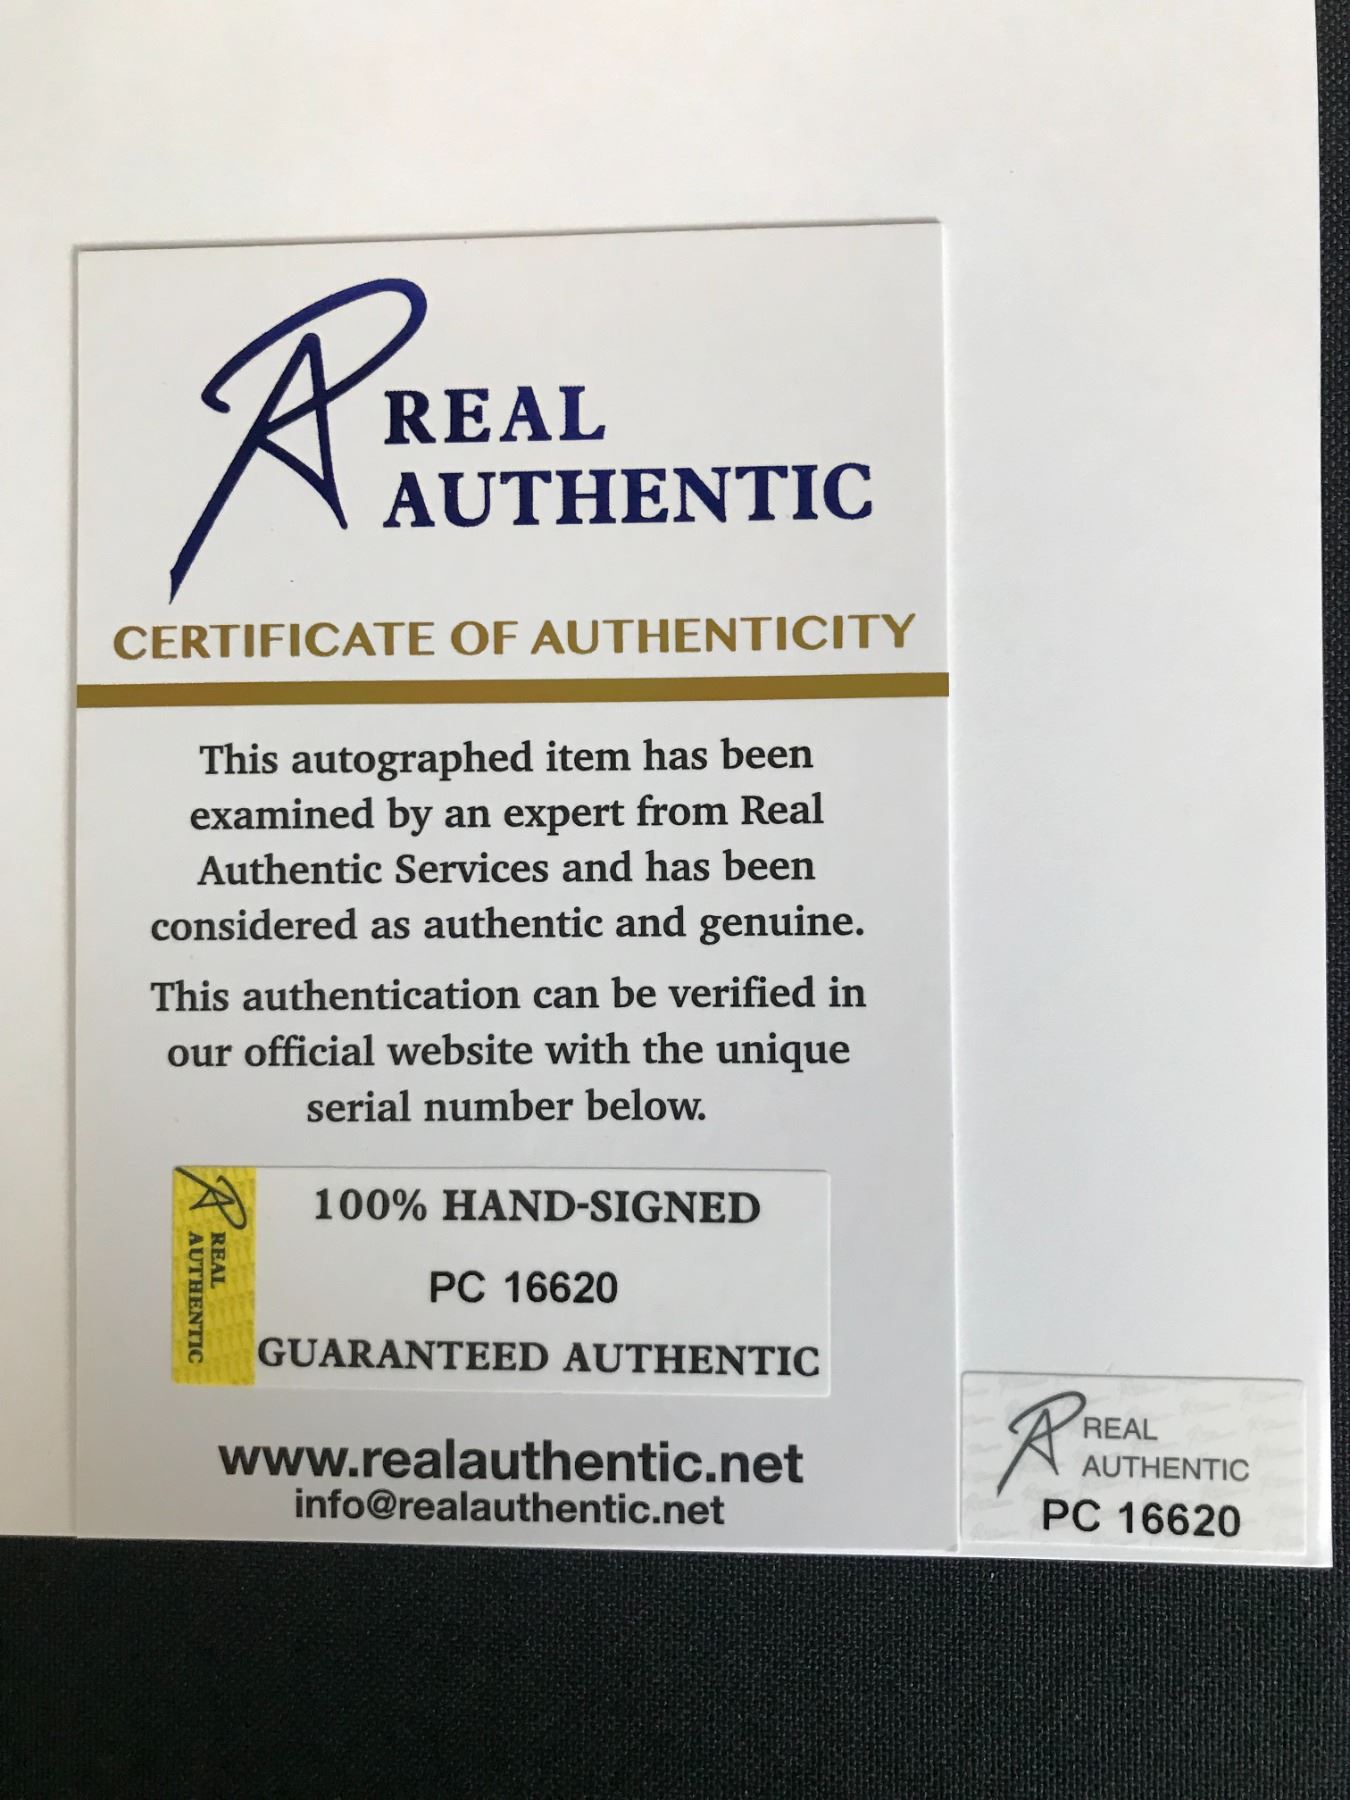 REAL
AUTHENTIC
CERTIFICATE OF AUTHENTICITY
This autographed item has been
examined by an expert from Real
Authentic Services and has been
considered as authentic and genuine.
This authentication can be verified in
our official website with the unique
serial number below.
REAL
AUTHENTIC
100% HAND-SIGNED
PC 16620
GUARANTEED AUTHENTIC
www.realauthentic.net
info@realauthentic.net
REAL
AUTHENTIC
PC 16620